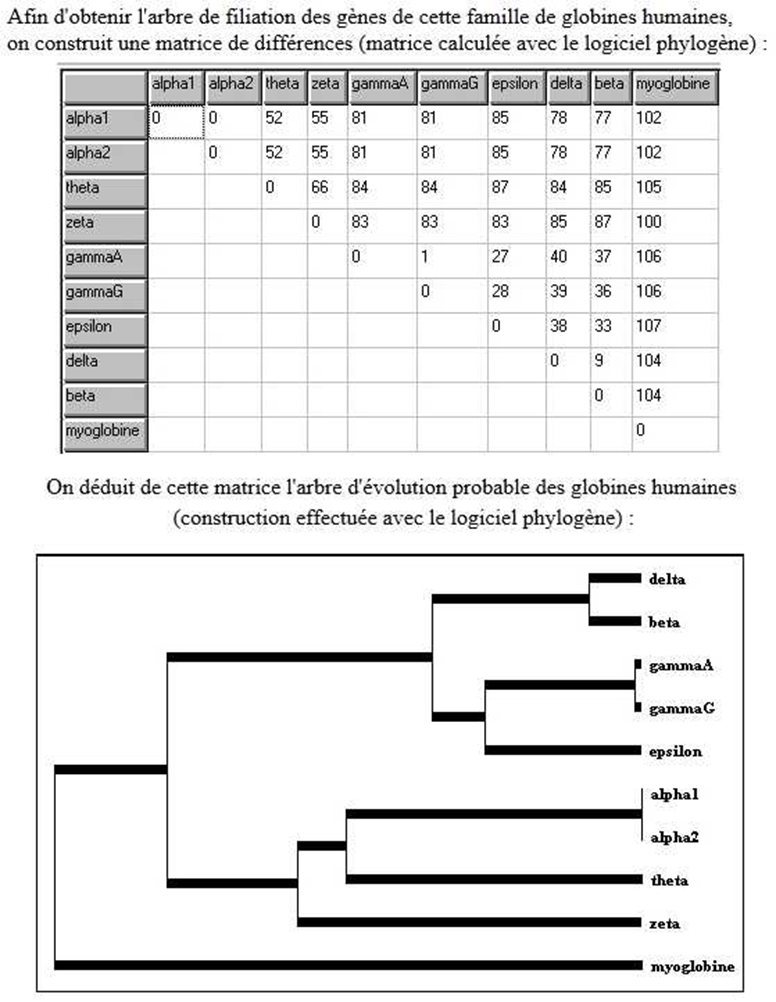 Afin d'obtenir l'arbre de filiation des gènes de cette famille de globines humaines,
on construit une matrice de différences (matrice calculée avec le logiciel phylogène) :
alpha1 alpha2 theta zeta gammaA gammaG epsilon delta beta myoglobine
alpha1 0 0 52 55 81 81 85 78 77 102
alpha2 0 52 55 81 81 85 78 77 102
theta 0 66 84 84 87 84 85 105
zeta 0 83 83 83 85 87 100
gammaA 0 1 27 40 37 106
gammaG 0 28 39 36 106
epsilon 0 38 33 107
delta 0 9 104
beta 0 104
myoglobine 0
On déduit de cette matrice l'arbre d'évolution probable des globines humaines
(construction effectuée avec le logiciel phylogène) :
delta
beta
gammaA
gammaG
epsilon
alpha1
alpha2
theta
zeta
myoglobine